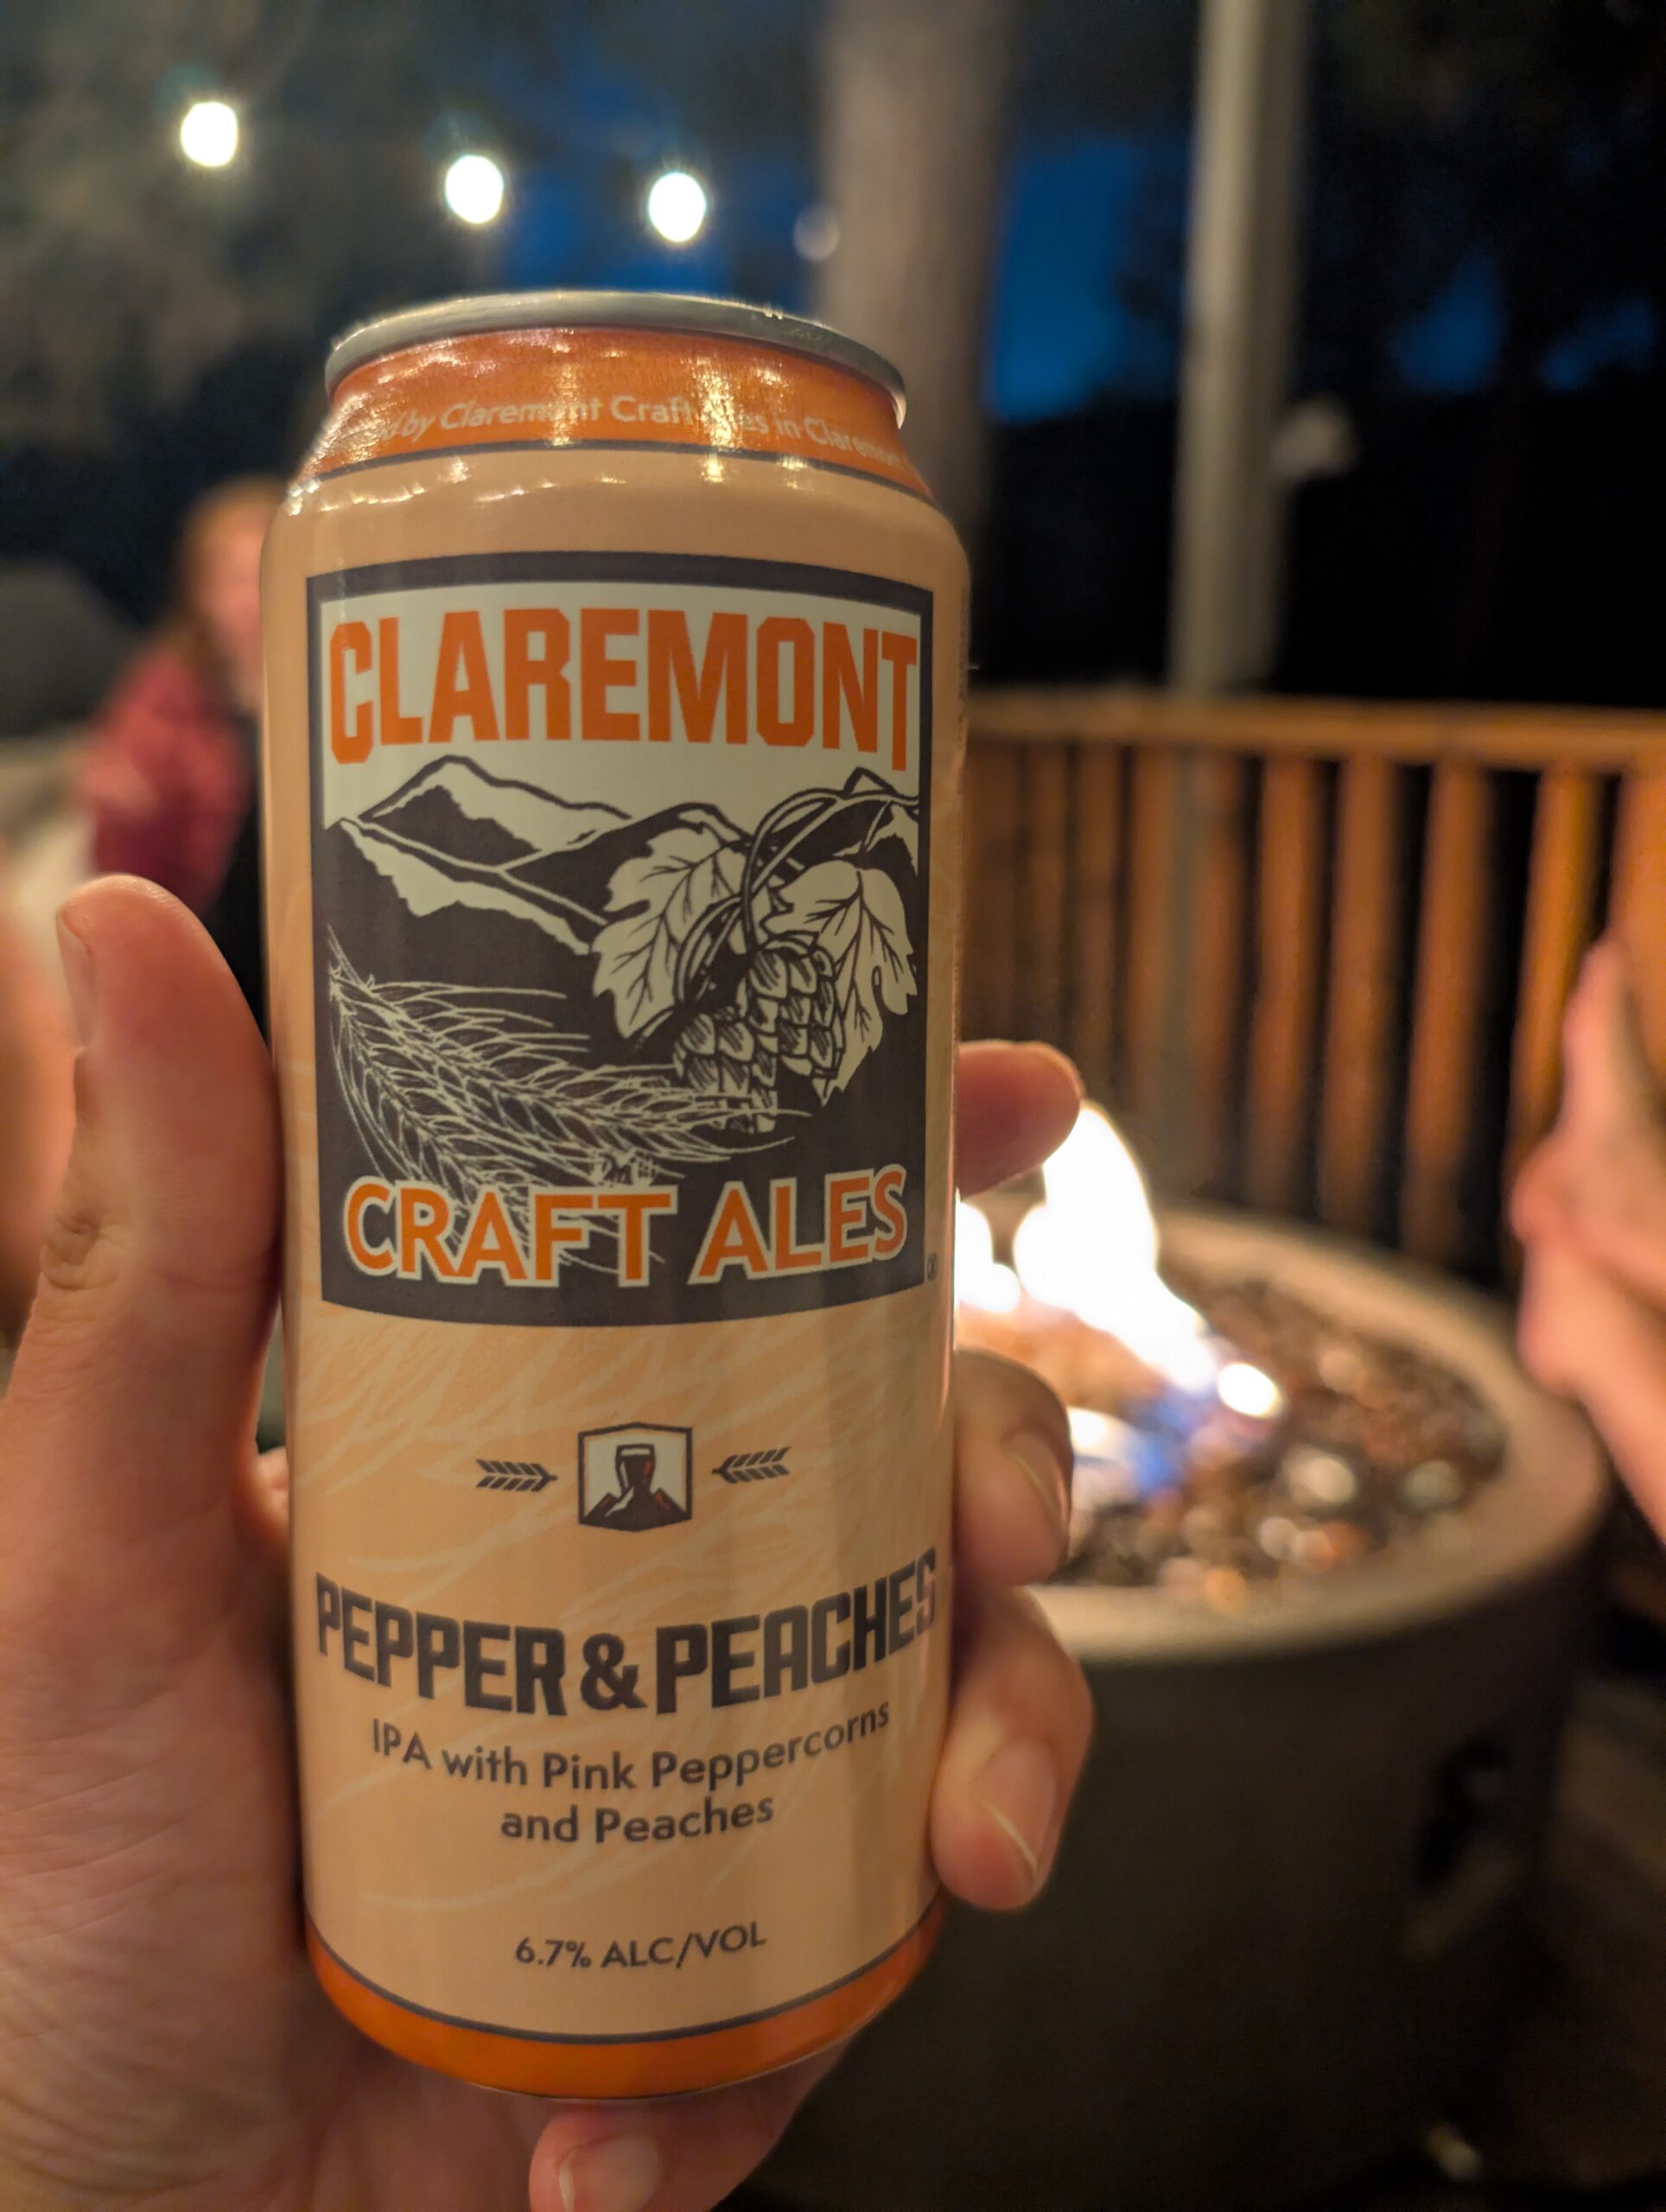 by Claremont Craft Ales in Claremont
CLAREMONT
CRAFT ALES
®
PEPPER & PEACHES
IPA with Pink Peppercorns
and Peaches
6.7% ALC/VOL